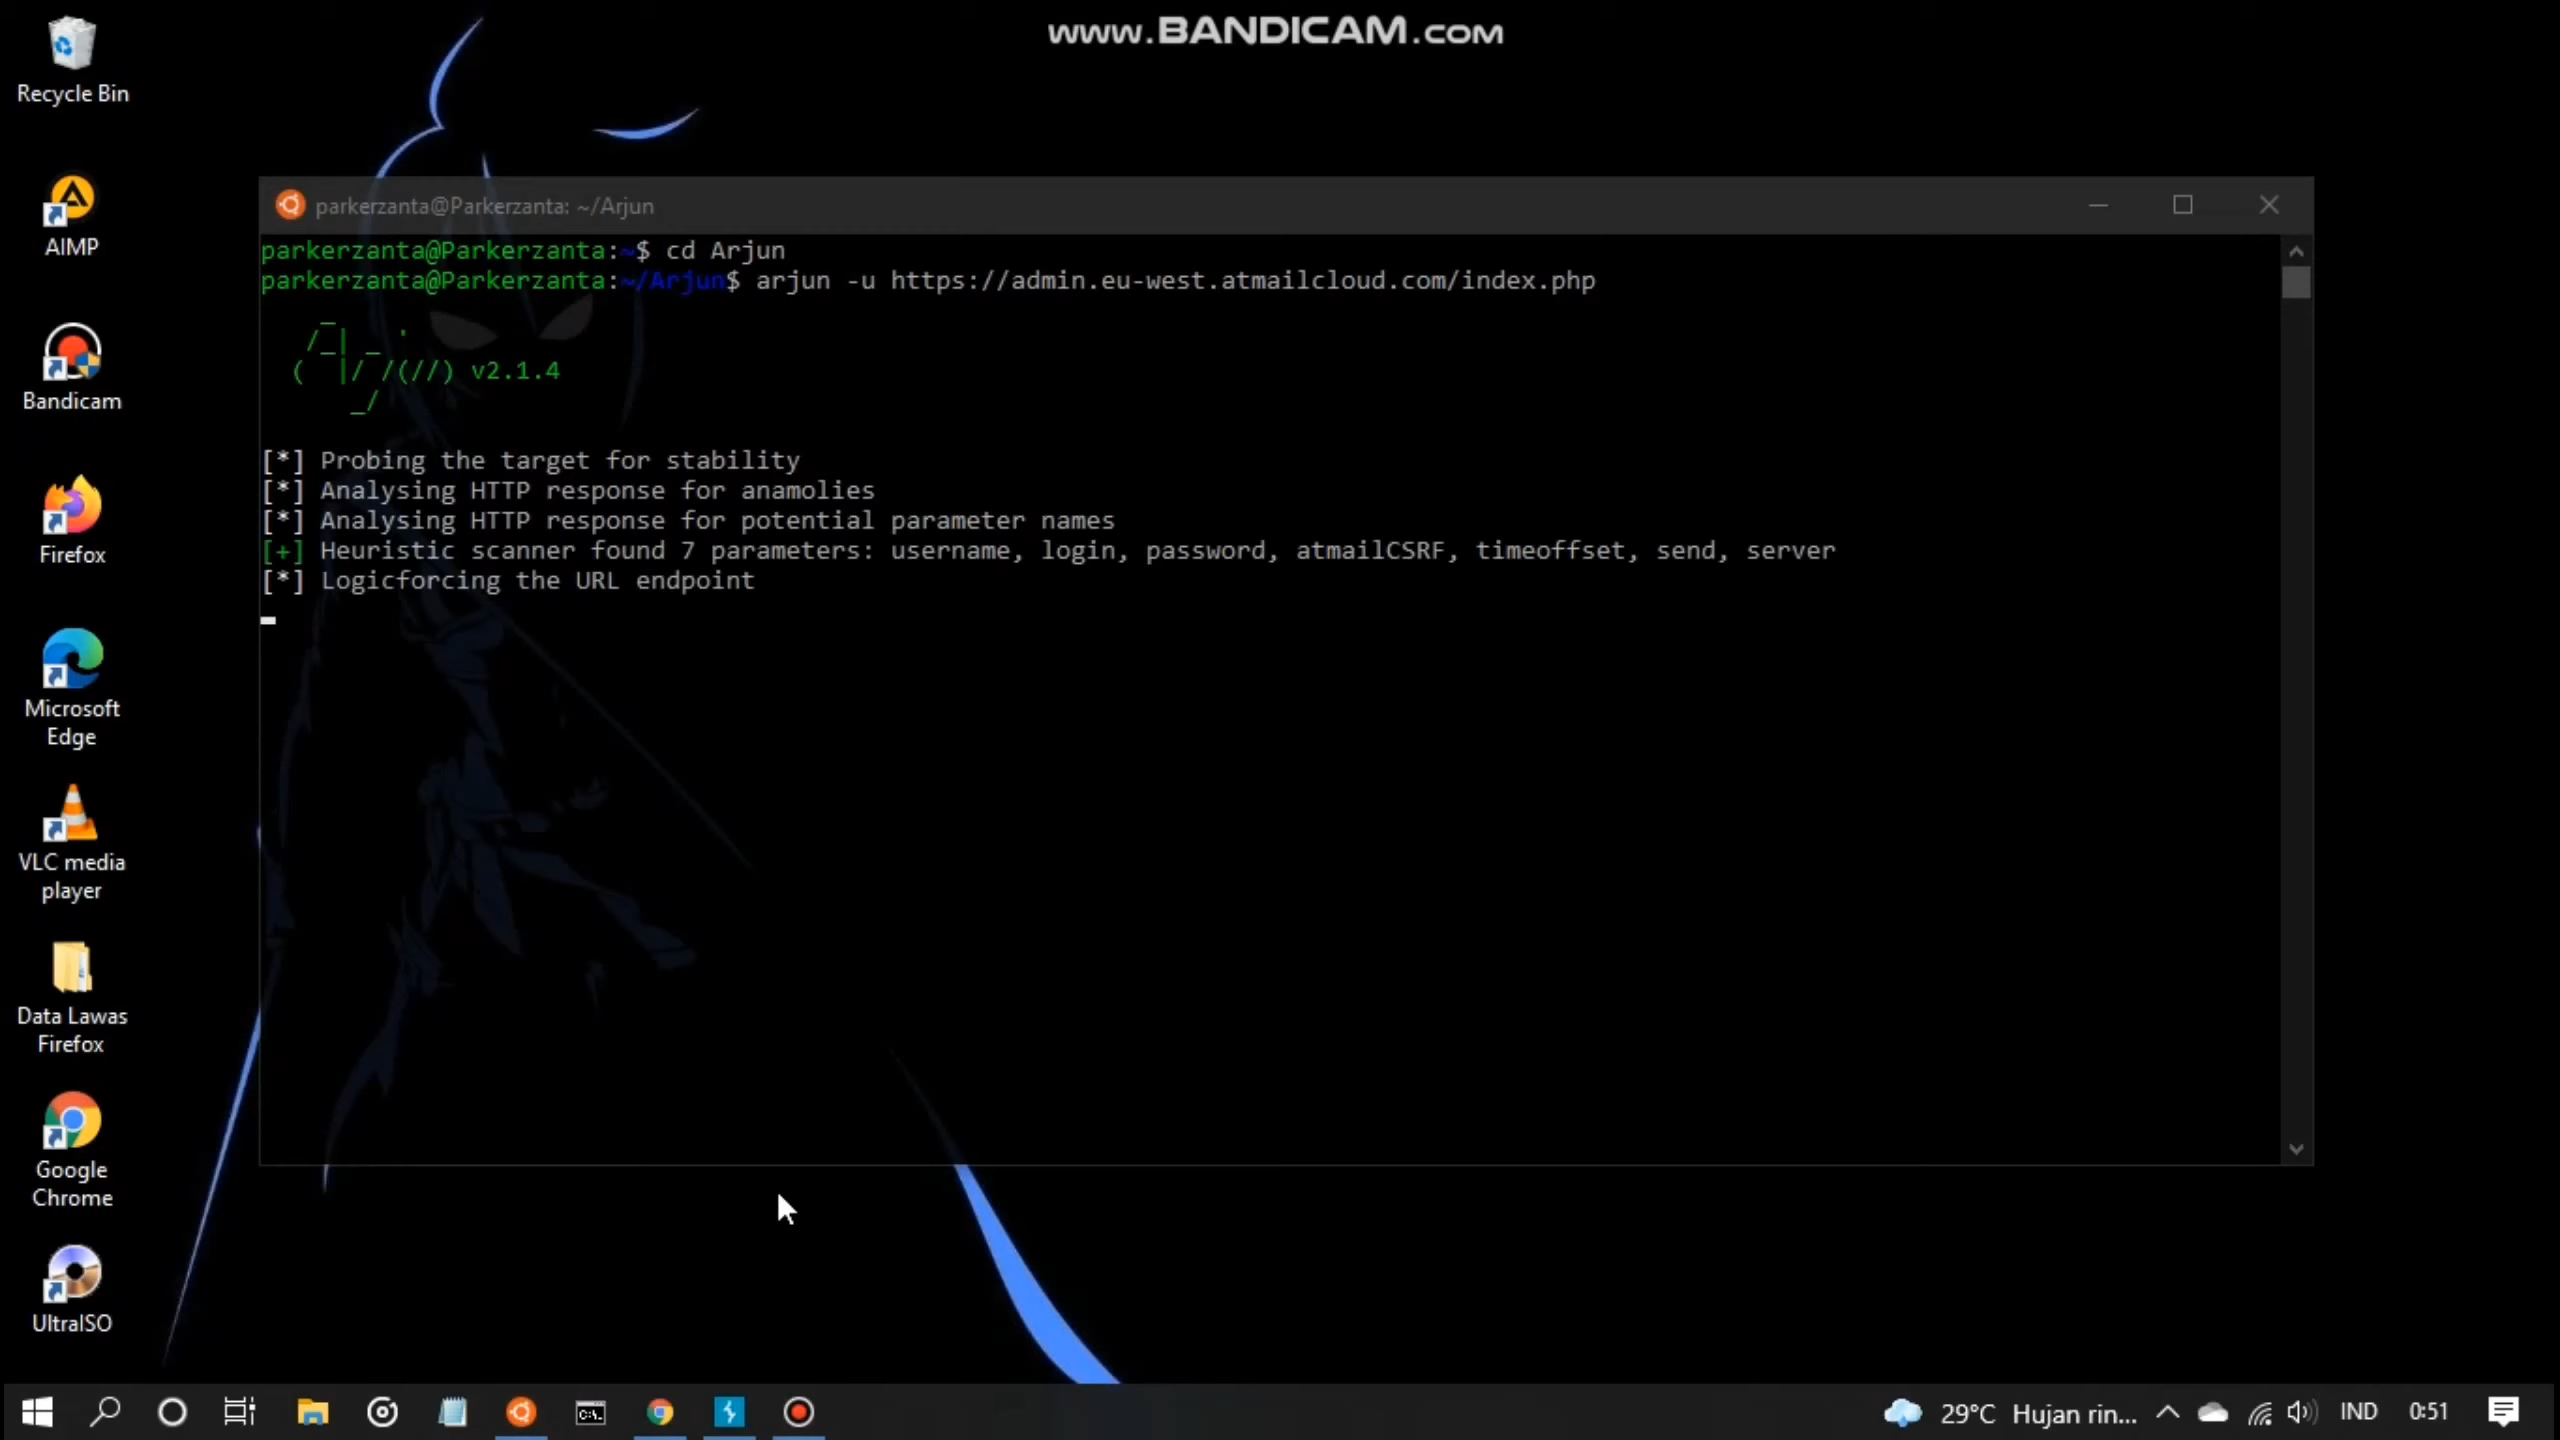 www.BANDICAM.com
Recycle Bin
AIMP
Bandicam
Firefox
Microsoft
Edge
VLC media
player
Data Lawas
Firefox
Google
Chrome
UltraISO
parkerzanta@Parkerzanta: ~/Arjun
parkerzanta@Parkerzanta:~$ cd Arjun
parkerzanta@Parkerzanta:~/Arjun$ arjun -u https://admin.eu-west.atmailcloud.com/index.php
    _
   /_| _ '
  (  |/ /(//) v2.1.4
      _/
[*] Probing the target for stability
[*] Analysing HTTP response for anamolies
[*] Analysing HTTP response for potential parameter names
[+] Heuristic scanner found 7 parameters: username, login, password, atmailCSRF, timeoffset, send, server
[*] Logicforcing the URL endpoint
29°C Hujan rin... IND 0:51